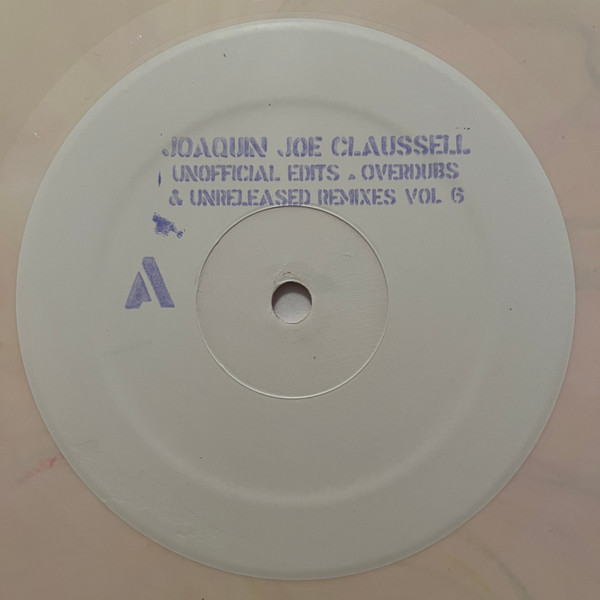 JOAQUIN JOE CLAUSSELL
UNOFFICIAL EDITS & OVERDUBS
& UNRELEASED REMIXES VOL 6
A